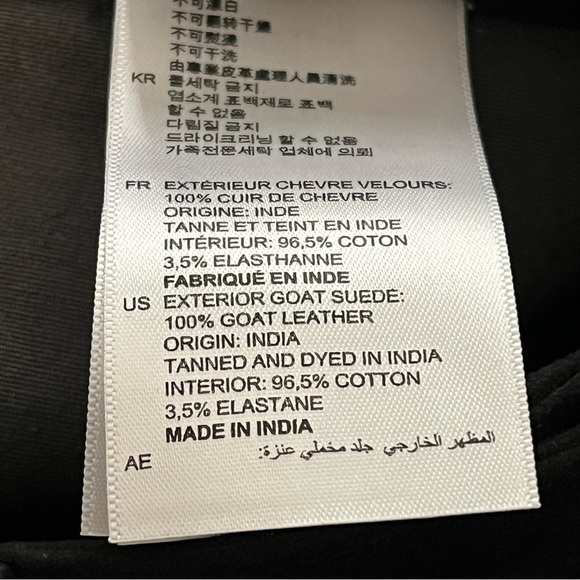 不可漂白
不可翻转干燥
不可熨燙
不可干洗
由專業皮革處理人員清洗
KR 물세탁 금지
염소계 표백제로 표백
할 수 없음
다림질 금지
드라이크리닝 할 수 없음
가족전문세탁 업체에 의뢰
FR EXTÉRIEUR CHEVRE VELOURS:
100% CUIR DE CHEVRE
ORIGINE: INDE
TANNE ET TEINT EN INDE
INTÉRIEUR: 96,5% COTON
3,5% ELASTHANNE
FABRIQUÉ EN INDE
US EXTERIOR GOAT SUEDE:
100% GOAT LEATHER
ORIGIN: INDIA
TANNED AND DYED IN INDIA
INTERIOR: 96,5% COTTON
3,5% ELASTANE
MADE IN INDIA
AE المظهر الخارجي جلد مخملي عنزة: